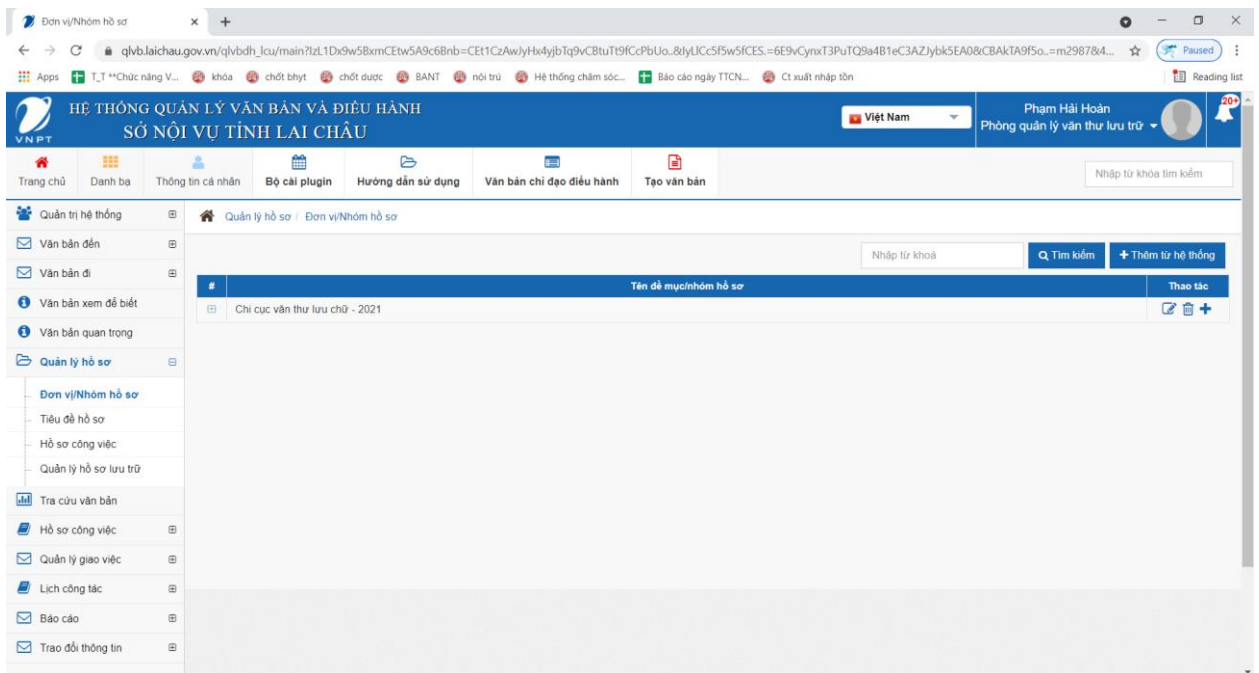 Đơn vị/Nhóm hồ sơ
qlvb.laichau.gov.vn/qlvbdh_lcu/main?
Paused
Apps T_T **Chức năng V... khóa chốt bhyt chốt dược BANT nội trú Hệ thống chăm sóc... Báo cáo ngày TTCN... Ct xuất nhập tồn Reading list
HỆ THỐNG QUẢN LÝ VĂN BẢN VÀ ĐIỀU HÀNH
SỞ NỘI VỤ TỈNH LAI CHÂU
VNPT
Việt Nam
Phạm Hải Hoàn
Phòng quản lý văn thư lưu trữ
20+
Trang chủ Danh bạ Thông tin cá nhân Bộ cài plugin Hướng dẫn sử dụng Văn bản chỉ đạo điều hành Tạo văn bản
Nhập từ khóa tìm kiếm
Quản trị hệ thống
Văn bản đến
Văn bản đi
Văn bản xem để biết
Văn bản quan trọng
Quản lý hồ sơ
Đơn vị/Nhóm hồ sơ
Tiêu đề hồ sơ
Hồ sơ công việc
Quản lý hồ sơ lưu trữ
Tra cứu văn bản
Hồ sơ công việc
Quản lý giao việc
Lịch công tác
Báo cáo
Trao đổi thông tin
Quản lý hồ sơ / Đơn vị/Nhóm hồ sơ
Nhập từ khoá
Tìm kiếm
Thêm từ hệ thống
# Tên đề mục/nhóm hồ sơ Thao tác
Chi cục văn thư lưu chữ - 2021